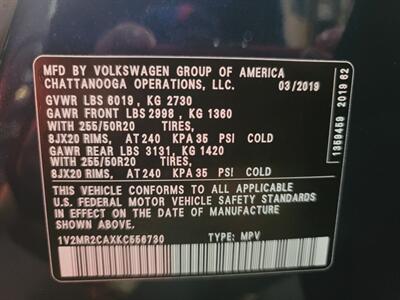 MFD BY VOLKSWAGEN GROUP OF AMERICA
CHATTANOOGA OPERATIONS, LLC. 03/2019
GVWR LBS 6019 , KG 2730
GAWR FRONT LBS 2998 , KG 1360
WITH 255/50R20 TIRES,
8JX20 RIMS, AT 240 KPA 35 PSI COLD
GAWR REAR LBS 3131, KG 1420
WITH 255/50R20 TIRES,
8JX20 RIMS, AT 240 KPA 35 PSI COLD
THIS VEHICLE CONFORMS TO ALL APPLICABLE
U.S. FEDERAL MOTOR VEHICLE SAFETY STANDARDS
IN EFFECT ON THE DATE OF MANUFACTURE
SHOWN ABOVE.
1V2MR2CAXKC556730 TYPE: MPV
1359459 2019 62